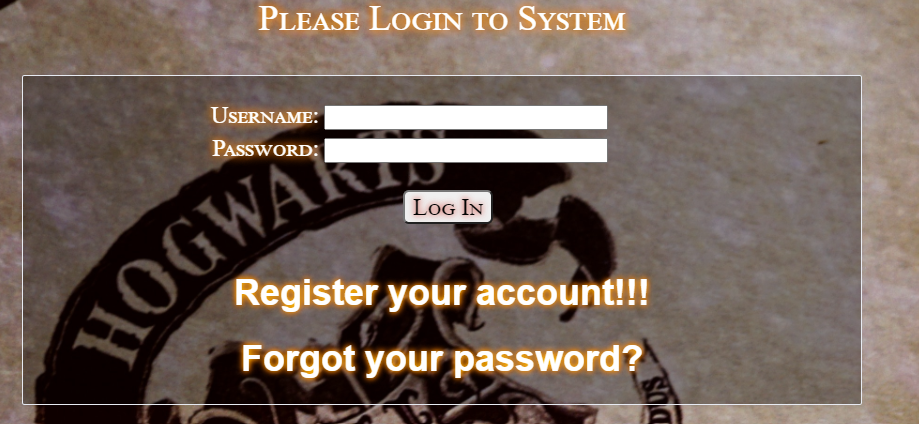 Please Login to System
Username:
Password:
HOGWARTS
Log In
Register your account!!!
Forgot your password?